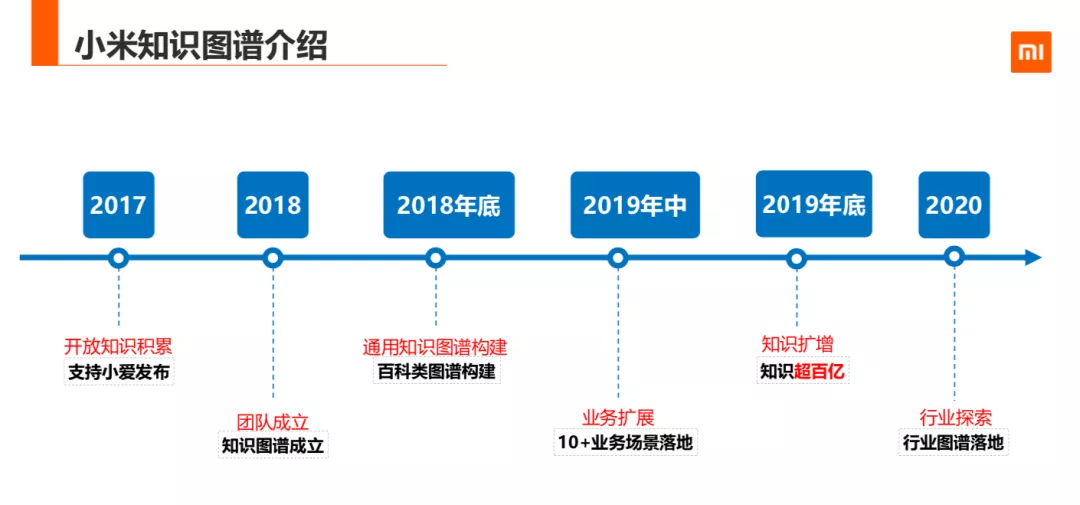 小米知识图谱介绍
MI
2017
2018
2018年底
2019年中
2019年底
2020
开放知识积累
支持小爱发布
团队成立
知识图谱成立
通用知识图谱构建
百科类图谱构建
业务扩展
10+业务场景落地
知识扩增
知识超百亿
行业探索
行业图谱落地